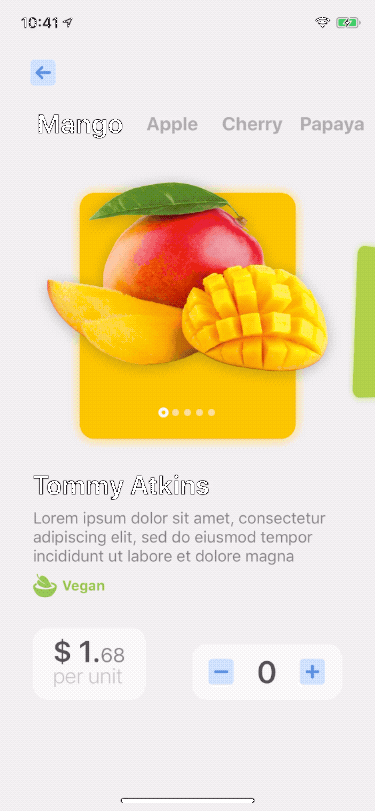 10:41
Mango Apple Cherry Papaya
Tommy Atkins
Lorem ipsum dolor sit amet, consectetur
adipiscing elit, sed do eiusmod tempor
incididunt ut labore et dolore magna
Vegan
$ 1.68
per unit
− 0 +